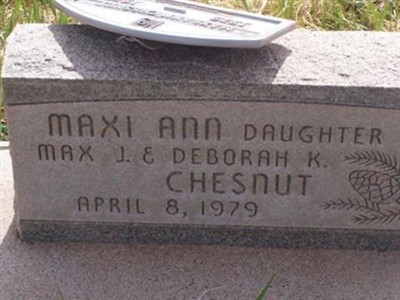 MAXI ANN DAUGHTER
MAX J. & DEBORAH K.
CHESNUT
APRIL 8, 1979